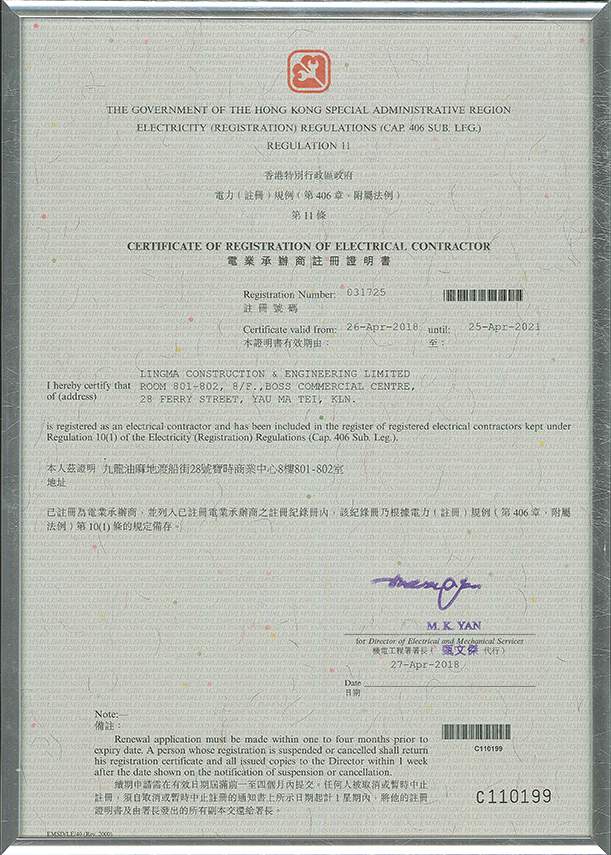 THE GOVERNMENT OF THE HONG KONG SPECIAL ADMINISTRATIVE REGION
ELECTRICITY (REGISTRATION) REGULATIONS (CAP. 406 SUB. LEG.)
REGULATION 11
香港特別行政區政府
電力（註冊）規例（第 406 章，附屬法例）
第 11 條
CERTIFICATE OF REGISTRATION OF ELECTRICAL CONTRACTOR
電業承辦商註冊證明書
Registration Number: 031725
註冊號碼
Certificate valid from: 26-Apr-2018 until: 25-Apr-2021
本證明書有效期由： 至：
LINGMA CONSTRUCTION & ENGINEERING LIMITED
I hereby certify that ROOM 801-802, 8/F.,BOSS COMMERCIAL CENTRE,
of (address) 28 FERRY STREET, YAU MA TEI, KLN.
is registered as an electrical contractor and has been included in the register of registered electrical contractors kept under
Regulation 10(1) of the Electricity (Registration) Regulations (Cap. 406 Sub. Leg.).
本人茲證明 九龍油麻地渡船街28號寶時商業中心8樓801-802室
地址
已註冊為電業承辦商，並列入已註冊電業承辦商之註冊紀錄冊內，該紀錄冊乃根據電力（註冊）規例（第 406 章，附屬
法例）第 10(1) 條的規定備存。
M. K. YAN
for Director of Electrical and Mechanical Services
機電工程署署長（甄文傑 代行）
27-Apr-2018
Date
日期
Note:—
備註：
Renewal application must be made within one to four months prior to
expiry date. A person whose registration is suspended or cancelled shall return
his registration certificate and all issued copies to the Director within 1 week
after the date shown on the notification of suspension or cancellation.
續期申請需在有效日期屆滿前一至四個月內提交。任何人被取消或暫時中止
註冊，須自取消或暫時中止註冊的通知書上所示日期起計 1 星期內，將他的註冊
證明書及由署長發出的所有副本交還給署長。
C110199
C110199
EMSD/LE/40 (Rev. 2000)